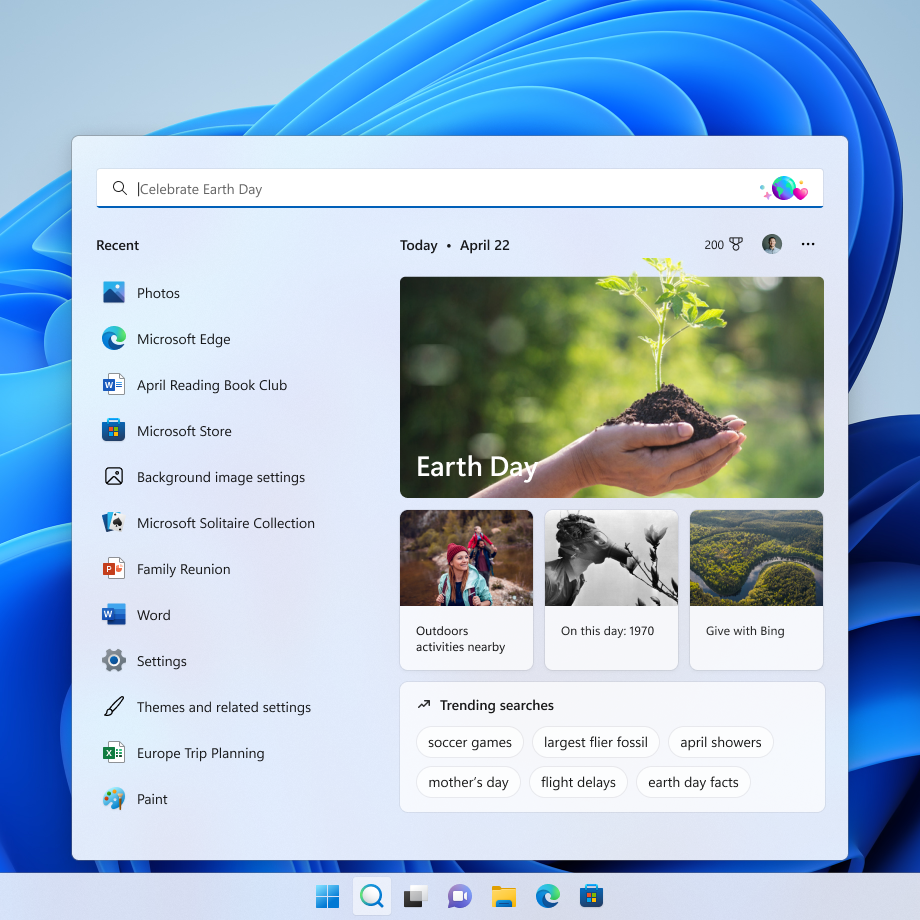 Celebrate Earth Day
Recent
Photos
Microsoft Edge
April Reading Book Club
Microsoft Store
Background image settings
Microsoft Solitaire Collection
Family Reunion
Word
Settings
Themes and related settings
Europe Trip Planning
Paint
Today • April 22
200
Earth Day
Outdoors
activities nearby
On this day: 1970
Give with Bing
Trending searches
soccer games
largest flier fossil
april showers
mother’s day
flight delays
earth day facts